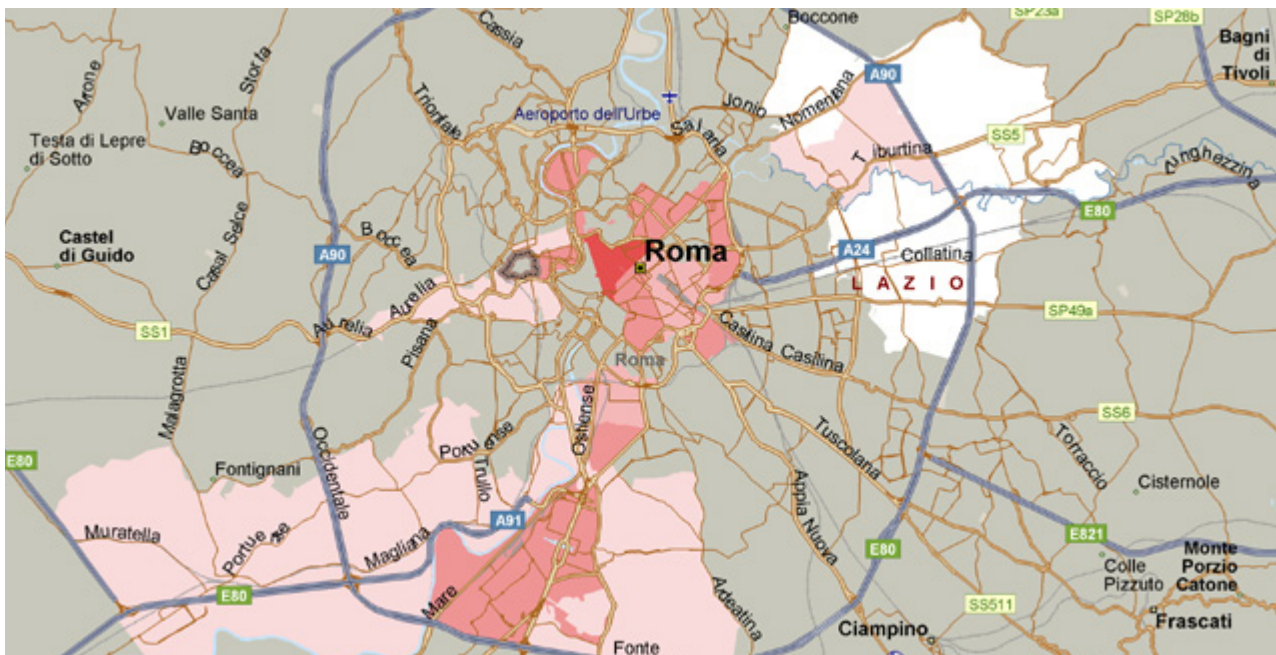 Boccone
SP23a
SP28b
Bagni
di
Tivoli
Cassia
Storla
Arrone
Trionfale
A90
Valle Santa
Aeroporto dell'Urbe
Jonio
Nomentana
Salaria
SS5
Testa di Lepre
di Sotto
Boccea
Tiburtina
Lunghezzina
E80
Casal Selce
Boccea
Castel
di Guido
A90
Roma
A24
Collatina
LAZIO
Aurelia
Aurelia
SS1
SP49a
Pisana
Casilina
Casilina
Roma
Malagrotta
Ostiense
SS6
Tuscolana
Torraccio
Occidentale
Portuense
E80
Fontignani
Trullo
Appia Nuova
Cisternole
A91
Muratella
Portuense
Magliana
E80
E821
Colle
Pizzuto
Monte
Porzio
Catone
E80
Mare
Ardeatina
SS511
Frascati
Fonte
Ciampino